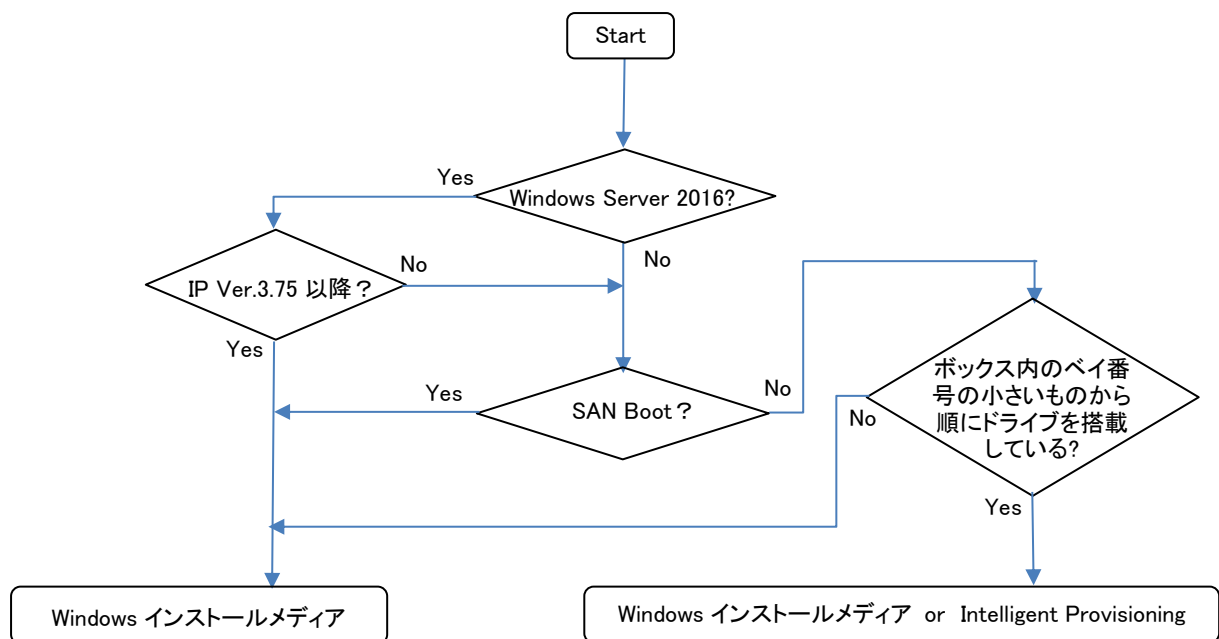 Start
Yes
Windows Server 2016?
No
No
IP Ver.3.75 以降？
Yes
Yes
SAN Boot？
No
ボックス内のベイ番
号の小さいものから
順にドライブを搭載
している?
No
Yes
Windows インストールメディア
Windows インストールメディア or Intelligent Provisioning